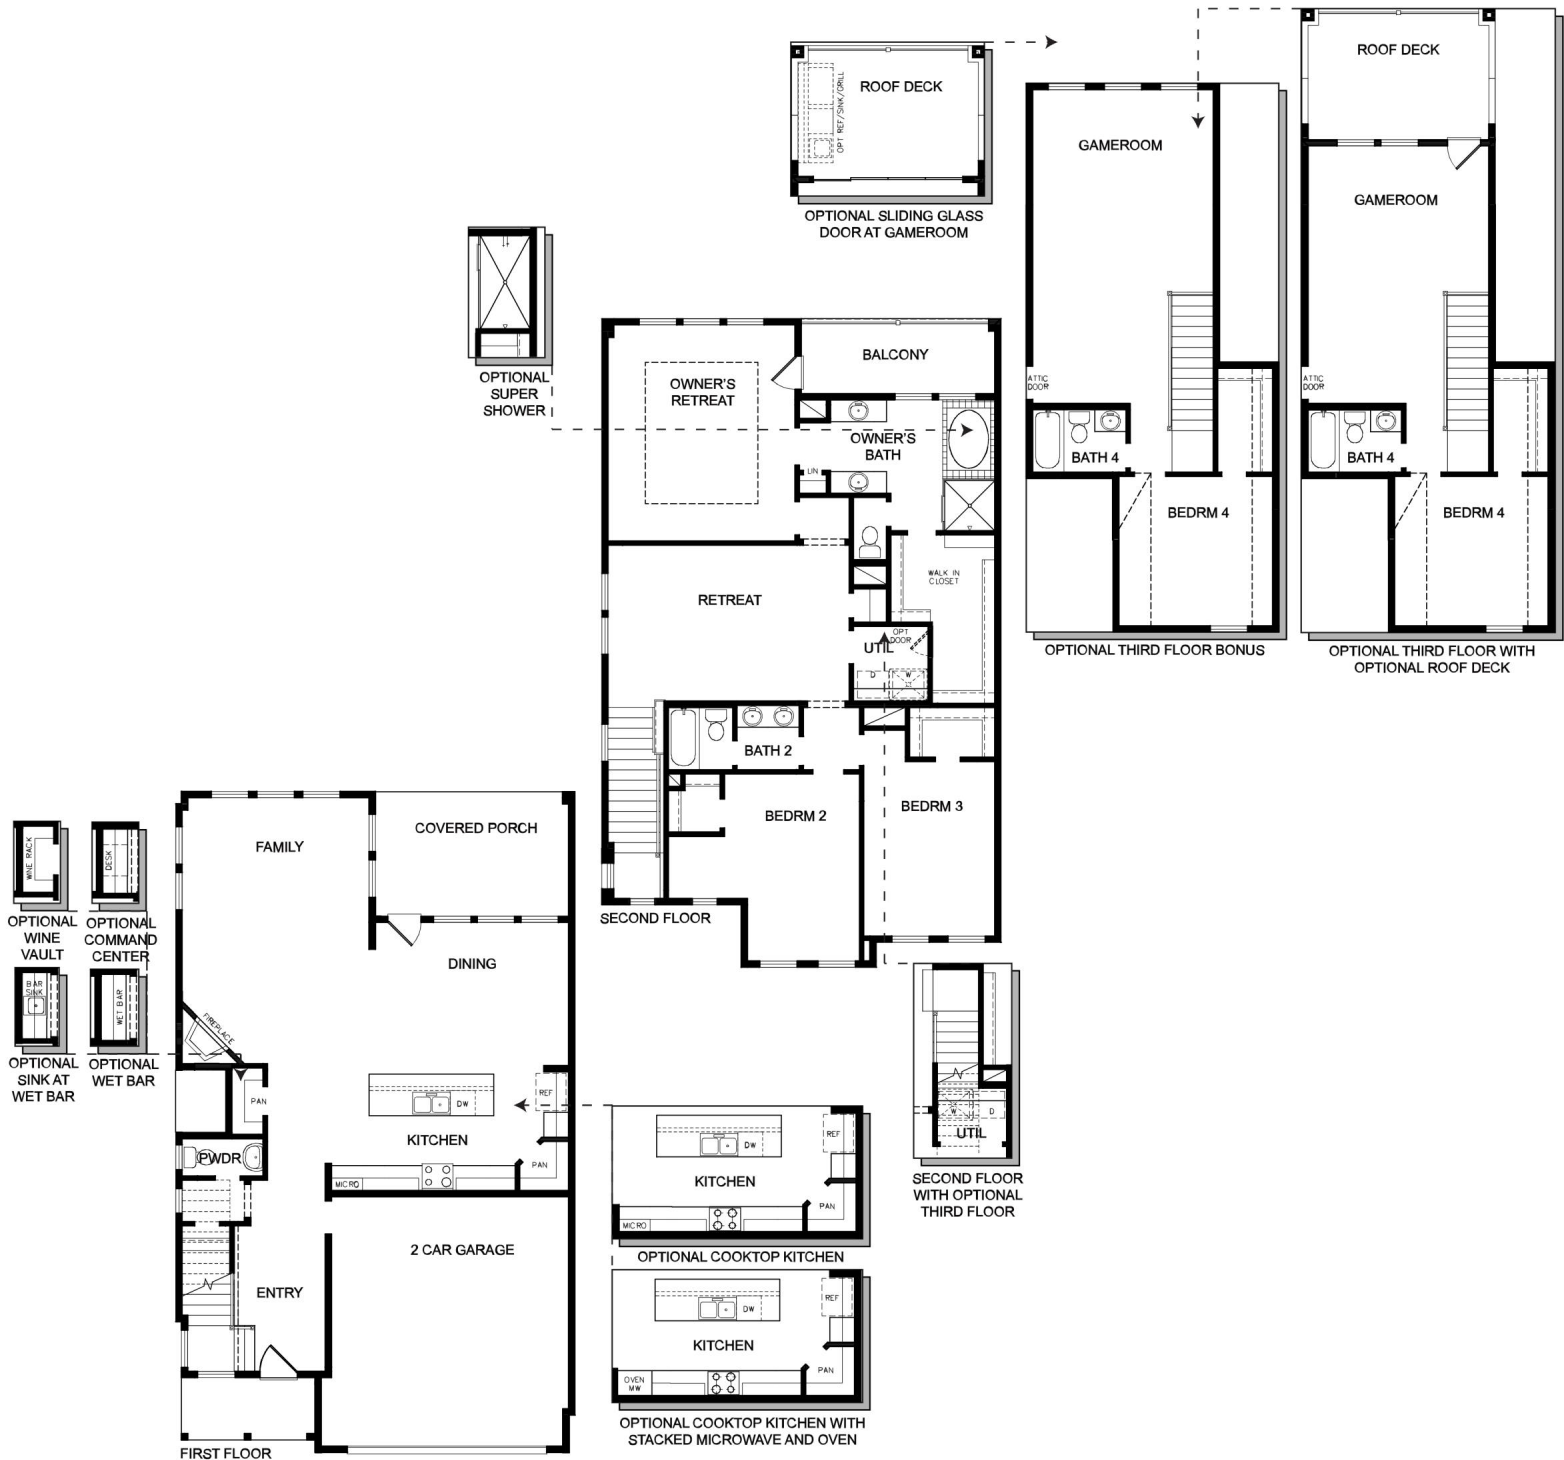 ROOF DECK
OPT REF/SINK/GRILL
OPTIONAL SLIDING GLASS
DOOR AT GAMEROOM
GAMEROOM
ATTIC
DOOR
BATH 4
BEDRM 4
OPTIONAL THIRD FLOOR BONUS
ROOF DECK
GAMEROOM
ATTIC
DOOR
BATH 4
BEDRM 4
OPTIONAL THIRD FLOOR WITH
OPTIONAL ROOF DECK
OPTIONAL
SUPER
SHOWER
BALCONY
OWNER'S
RETREAT
OWNER'S
BATH
LIN
WALK IN
CLOSET
RETREAT
OPT
DOOR
UTIL
D
W
BATH 2
BEDRM 2
BEDRM 3
SECOND FLOOR
WINE RACK
OPTIONAL
WINE
VAULT
DESK
OPTIONAL
COMMAND
CENTER
BAR
SINK
OPTIONAL
SINK AT
WET BAR
WET BAR
OPTIONAL
WET BAR
FAMILY
COVERED PORCH
DINING
FIREPLACE
PAN
REF
DW
KITCHEN
PWDR
MICRO
PAN
2 CAR GARAGE
ENTRY
FIRST FLOOR
REF
DW
KITCHEN
PAN
MICRO
OPTIONAL COOKTOP KITCHEN
REF
DW
KITCHEN
PAN
OVEN
MW
OPTIONAL COOKTOP KITCHEN WITH
STACKED MICROWAVE AND OVEN
W
D
UTIL
SECOND FLOOR
WITH OPTIONAL
THIRD FLOOR